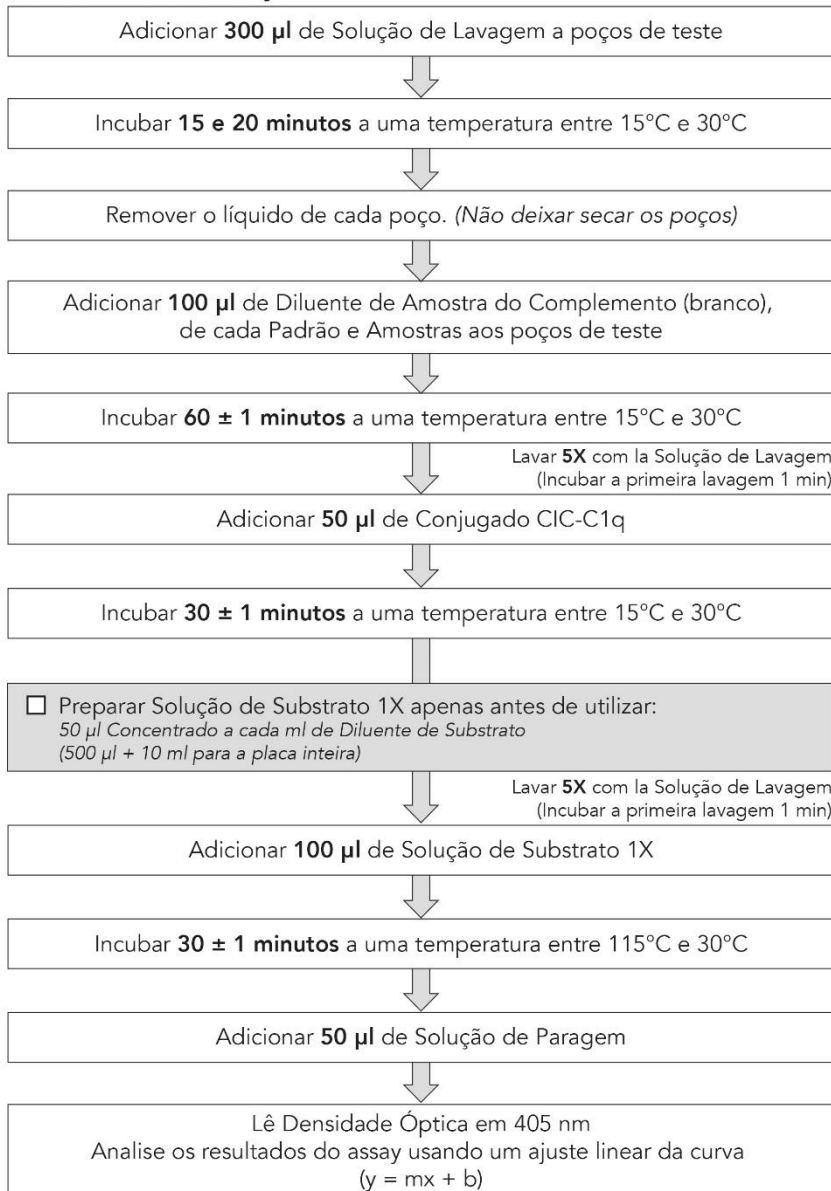 Adicionar 300 µl de Solução de Lavagem a poços de teste
Incubar 15 e 20 minutos a uma temperatura entre 15°C e 30°C
Remover o líquido de cada poço. (Não deixar secar os poços)
Adicionar 100 µl de Diluente de Amostra do Complemento (branco),
de cada Padrão e Amostras aos poços de teste
Incubar 60 ± 1 minutos a uma temperatura entre 15°C e 30°C
Lavar 5X com la Solução de Lavagem
(Incubar a primeira lavagem 1 min)
Adicionar 50 µl de Conjugado CIC-C1q
Incubar 30 ± 1 minutos a uma temperatura entre 15°C e 30°C
☐ Preparar Solução de Substrato 1X apenas antes de utilizar:
50 µl Concentrado a cada ml de Diluente de Substrato
(500 µl + 10 ml para a placa inteira)
Lavar 5X com la Solução de Lavagem
(Incubar a primeira lavagem 1 min)
Adicionar 100 µl de Solução de Substrato 1X
Incubar 30 ± 1 minutos a uma temperatura entre 115°C e 30°C
Adicionar 50 µl de Solução de Paragem
Lê Densidade Óptica em 405 nm
Analise os resultados do assay usando um ajuste linear da curva
(y = mx + b)